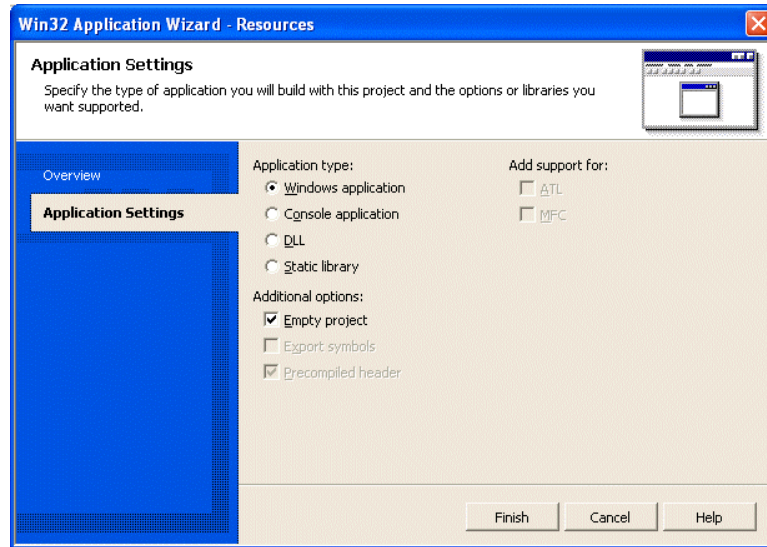 Win32 Application Wizard - Resources
Application Settings
Specify the type of application you will build with this project and the options or libraries you
want supported.
Overview
Application Settings
Application type:
Windows application
Console application
DLL
Static library
Additional options:
Empty project
Export symbols
Precompiled header
Add support for:
ATL
MFC
Finish
Cancel
Help